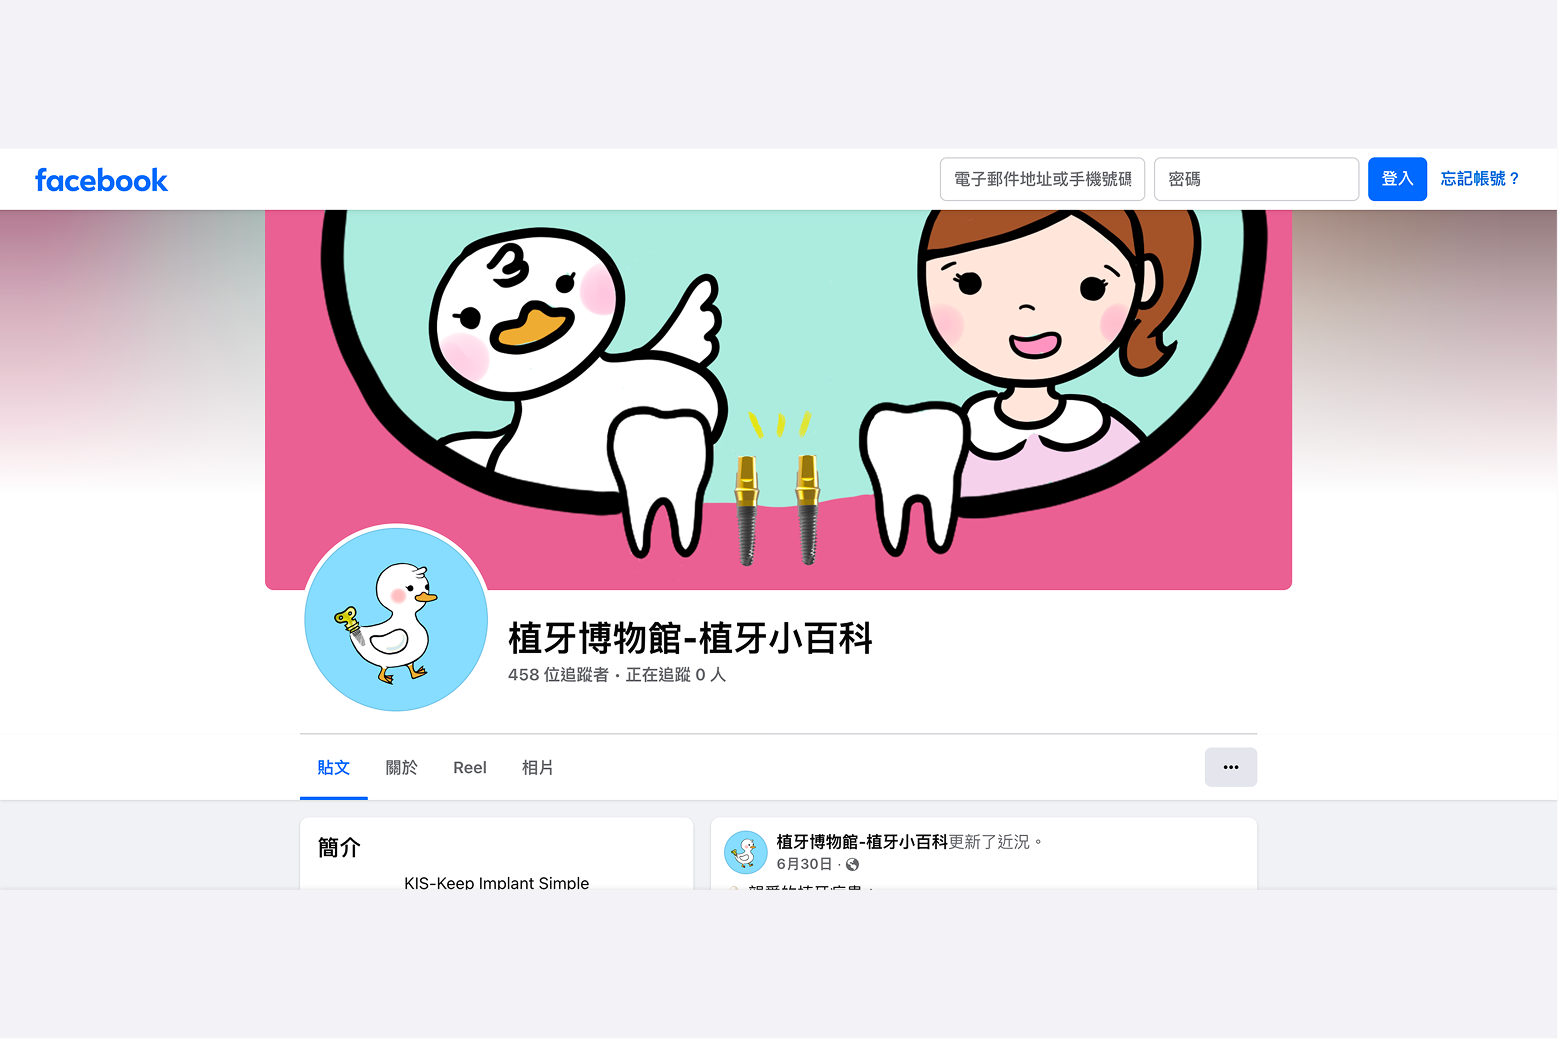 facebook
電子郵件地址或手機號碼
密碼
登入
忘記帳號？
植牙博物館-植牙小百科
458 位追蹤者 • 正在追蹤 0 人
貼文
關於
Reel
相片
簡介
KIS-Keep Implant Simple
植牙博物館-植牙小百科更新了近況。
6月30日 ·